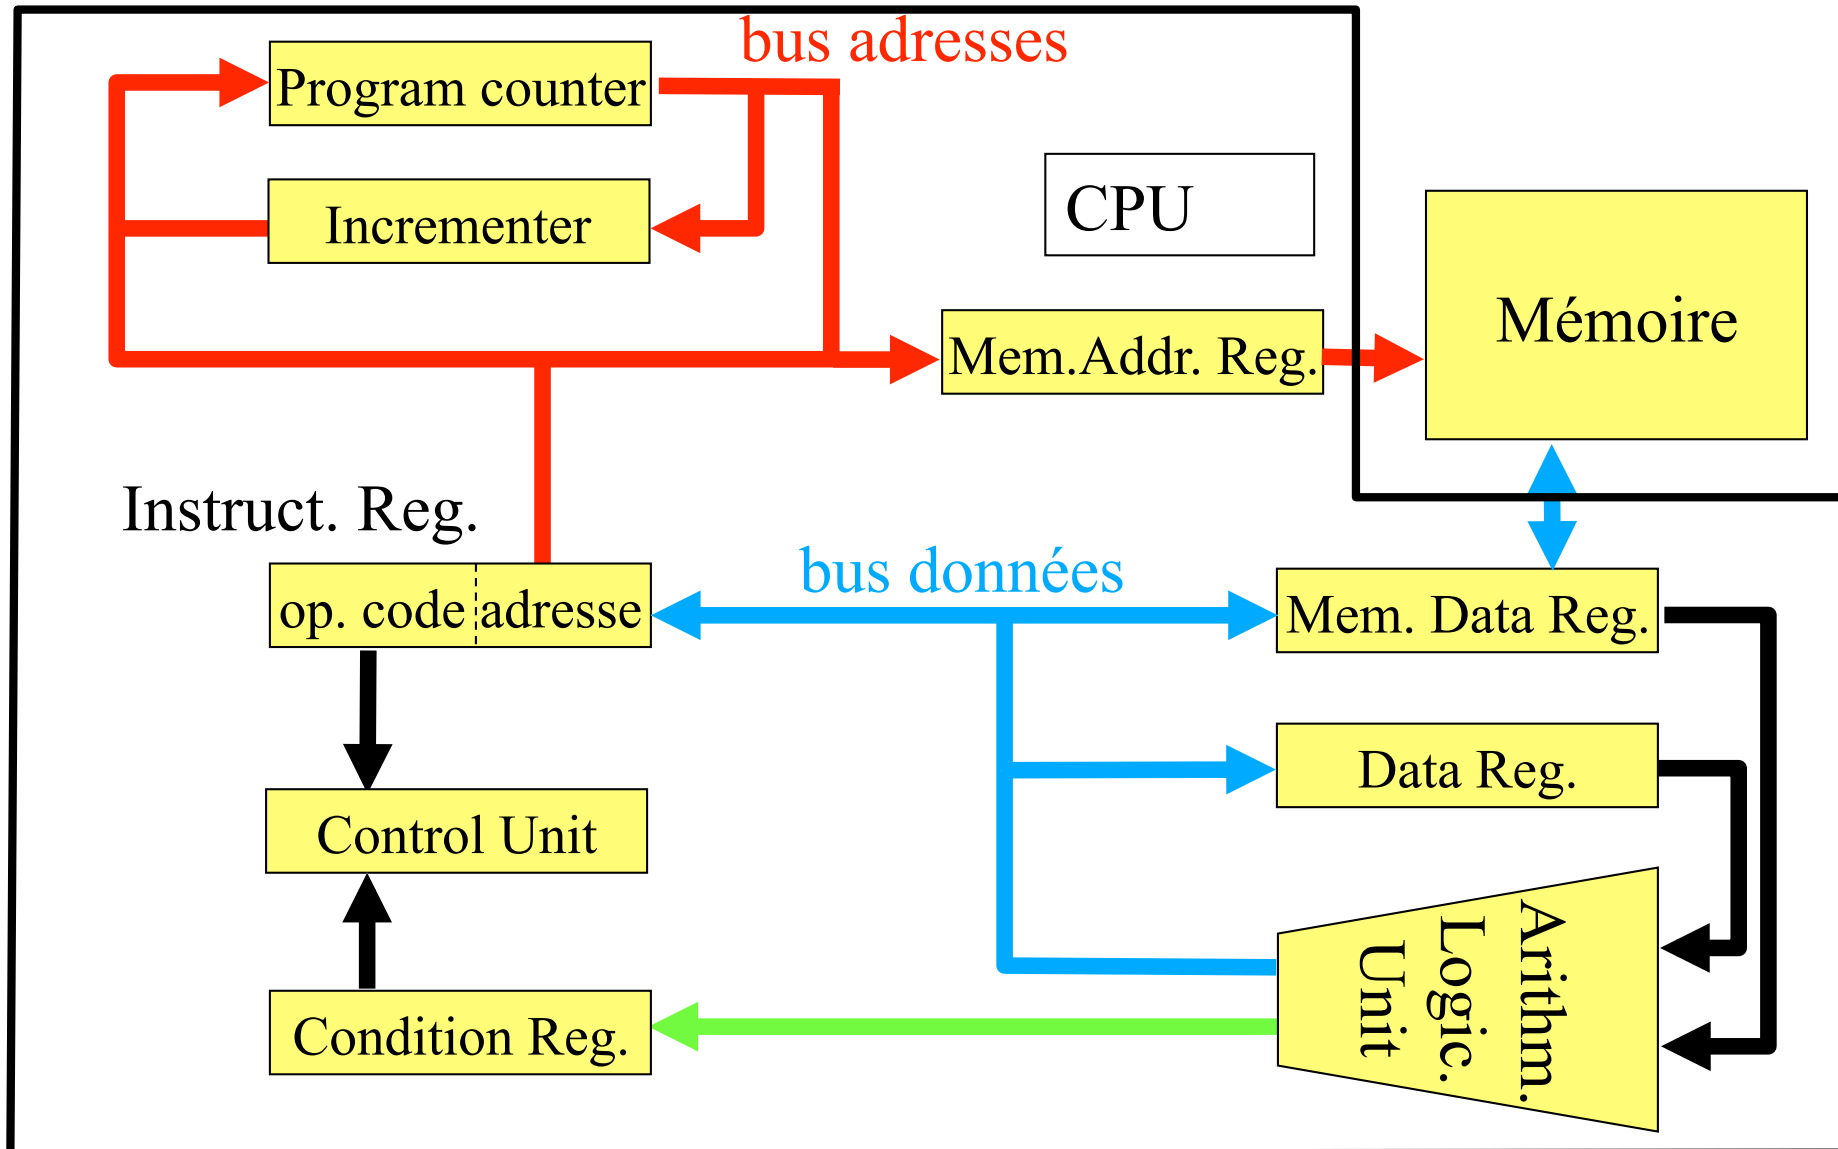 bus adresses
Program counter
Incrementer
CPU
Mémoire
Mem.Addr. Reg.
Instruct. Reg.
bus données
op. code adresse
Mem. Data Reg.
Data Reg.
Control Unit
Arithm.
Logic.
Unit
Condition Reg.